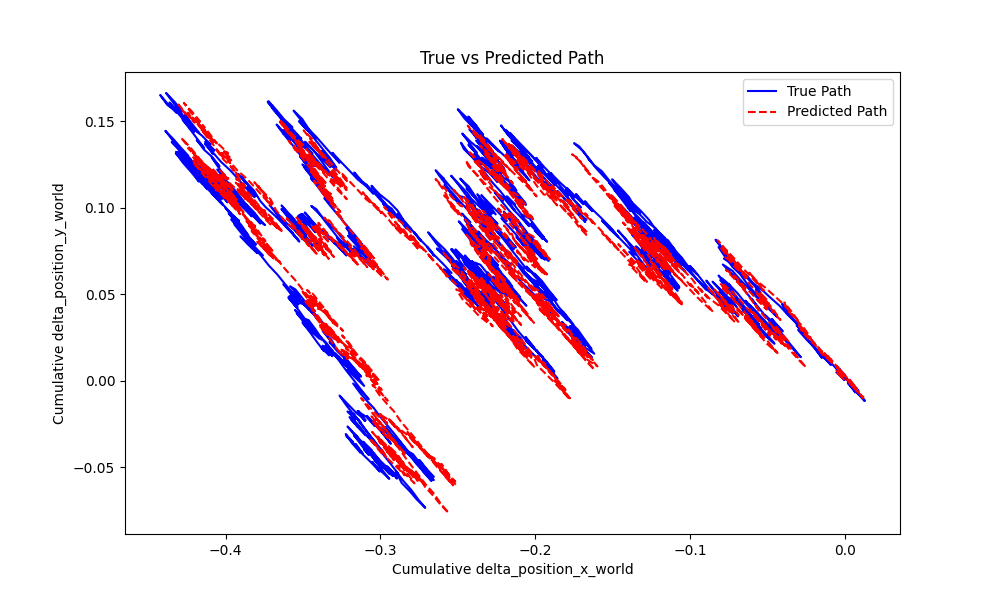 True vs Predicted Path
True Path
Predicted Path
Cumulative delta_position_y_world
0.15
0.10
0.05
0.00
−0.05
−0.4
−0.3
−0.2
−0.1
0.0
Cumulative delta_position_x_world